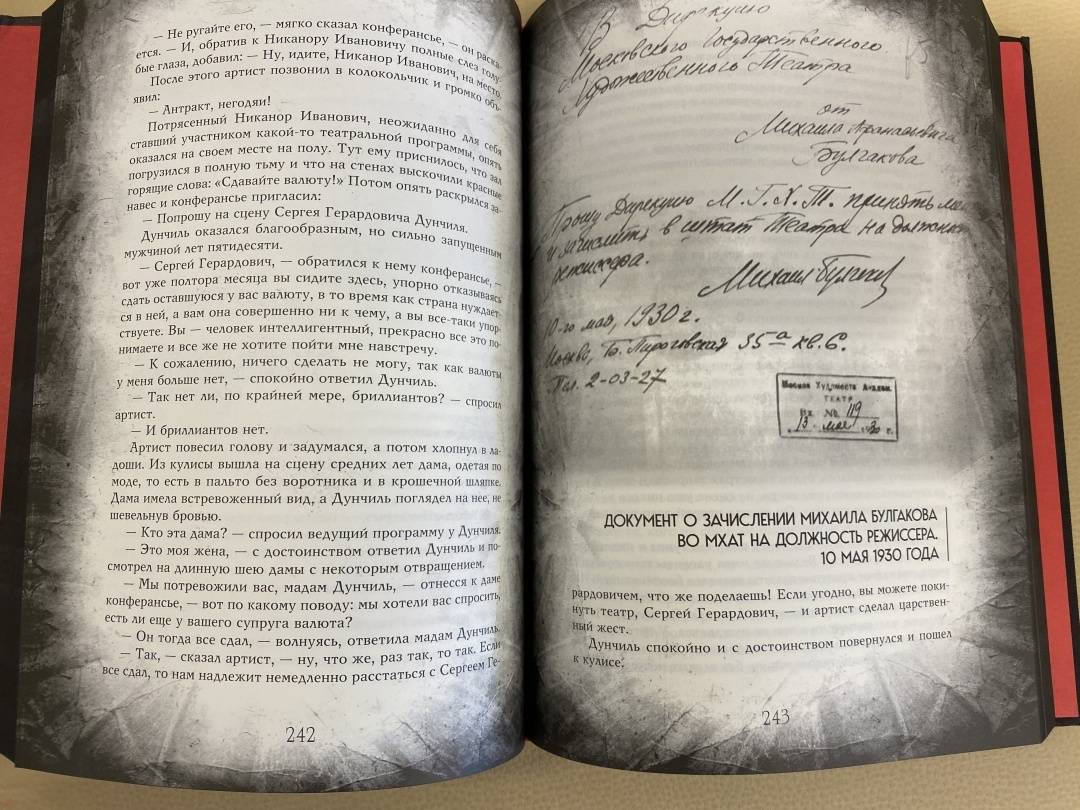 — Не ругайте его, — мягко сказал конферансье, — он раска-
ется. — И, обратив к Никанору Ивановичу полные слез голу-
бые глаза, добавил: — Ну, идите, Никанор Иванович, на место.
После этого артист позвонил в колокольчик и громко объ-
явил:
— Антракт, негодяи!
Потрясенный Никанор Иванович, неожиданно для себя
ставший участником какой-то театральной программы, опять
оказался на своем месте на полу. Тут ему приснилось, что зал
погрузился в полную тьму и что на стенах выскочили красные
горящие слова: «Сдавайте валюту!» Потом опять раскрылся за-
навес и конферансье пригласил:
— Попрошу на сцену Сергея Герардовича Дунчиля.
Дунчиль оказался благообразным, но сильно запущенным
мужчиной лет пятидесяти.
— Сергей Герардович, — обратился к нему конферансье, —
вот уже полтора месяца вы сидите здесь, упорно отказываясь
сдать оставшуюся у вас валюту, в то время как страна нуждает-
ся в ней, а вам она совершенно ни к чему, а вы все-таки упор-
ствуете. Вы — человек интеллигентный, прекрасно все это по-
нимаете и все же не хотите пойти мне навстречу.
— К сожалению, ничего сделать не могу, так как валюты
у меня больше нет, — спокойно ответил Дунчиль.
— Так нет ли, по крайней мере, бриллиантов? — спросил
артист.
— И бриллиантов нет.
Артист повесил голову и задумался, а потом хлопнул в ла-
доши. Из кулисы вышла на сцену средних лет дама, одетая по
моде, то есть в пальто без воротника и в крошечной шляпке.
Дама имела встревоженный вид, а Дунчиль поглядел на нее, не
шевельнув бровью.
— Кто эта дама? — спросил ведущий программу у Дунчиля.
— Это моя жена, — с достоинством ответил Дунчиль и по-
смотрел на длинную шею дамы с некоторым отвращением.
— Мы потревожили вас, мадам Дунчиль, — отнесся к даме
конферансье, — вот по какому поводу: мы хотели вас спросить,
есть ли еще у вашего супруга валюта?
— Он тогда все сдал, — волнуясь, ответила мадам Дунчиль.
— Так, — сказал артист, — ну, что же, раз так, то так. Если
все сдал, то нам надлежит немедленно расстаться с Сергеем Ге-
242
В Дирекцию
Московского Государственного
Художественного Театра
от
Михаила Афанасьевича
Булгакова
Прошу Дирекцию М.Г.Х.Т. принять меня
и зачислить в штат Театра на должность
режиссера.
Михаил Булгаков
10-го мая, 1930 г.
Москва, Б. Пироговская 35а кв. 6.
Тел. 2-03-27
Москов Художеств Академ.
ТЕАТР
Вх. № 119
13 мая 1930 г.
ДОКУМЕНТ О ЗАЧИСЛЕНИИ МИХАИЛА БУЛГАКОВА
ВО МХАТ НА ДОЛЖНОСТЬ РЕЖИССЕРА.
10 МАЯ 1930 ГОДА
рардовичем, что же поделаешь! Если угодно, вы можете поки-
нуть театр, Сергей Герардович, — и артист сделал царствен-
ный жест.
Дунчиль спокойно и с достоинством повернулся и пошел
к кулисе.
243